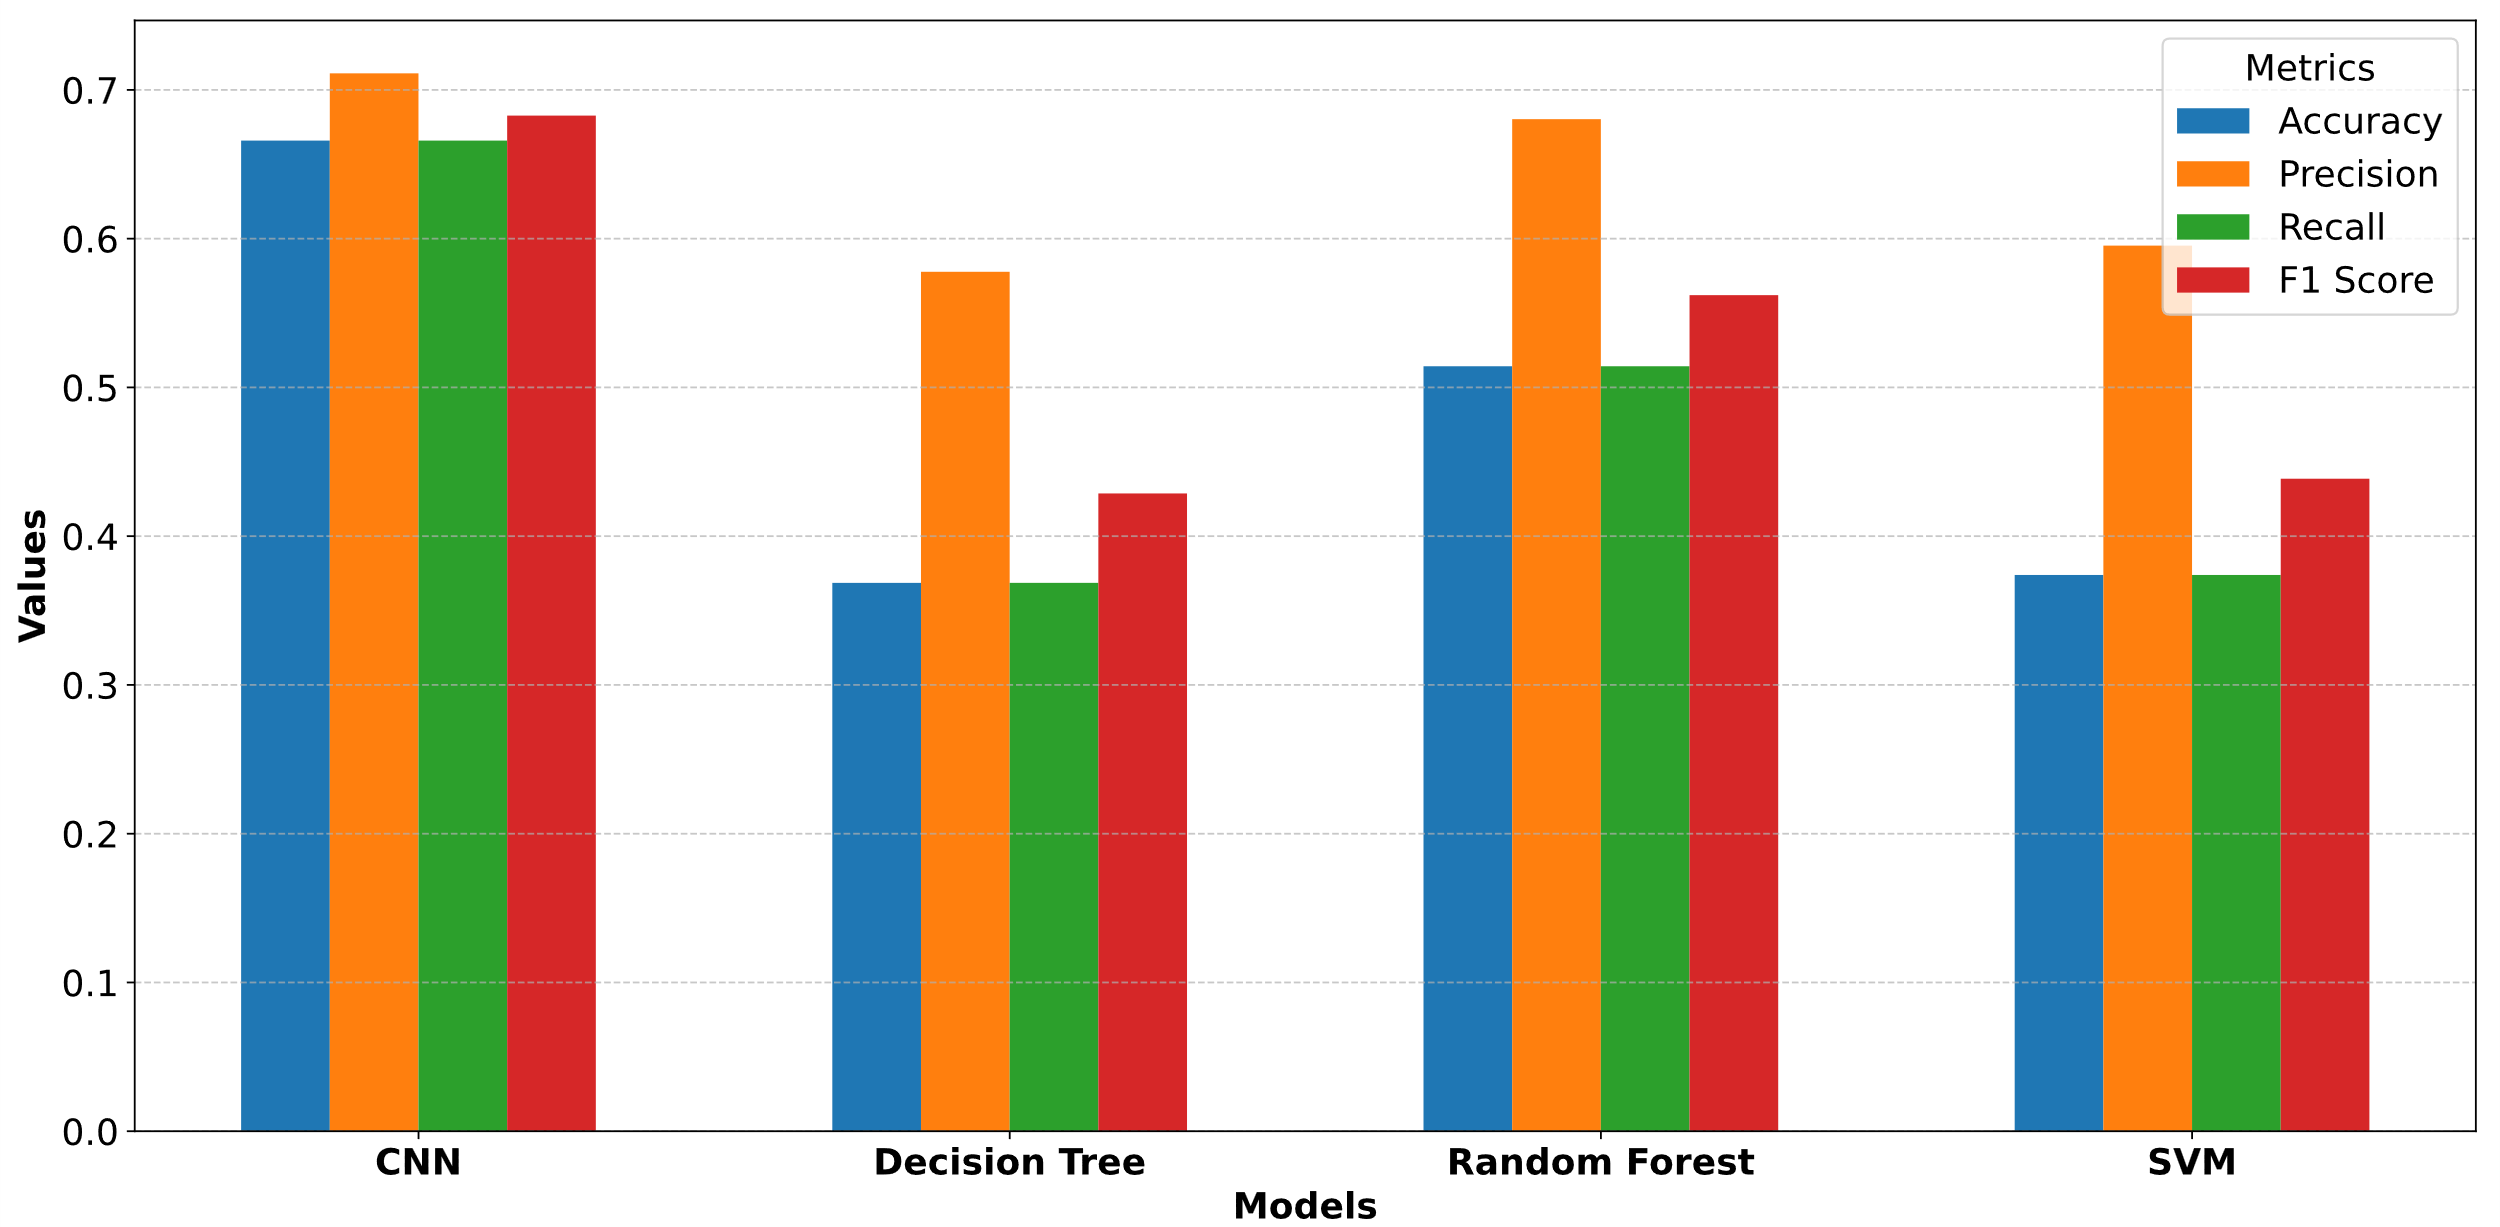 Metrics
Accuracy
Precision
Recall
F1 Score
0.7
0.6
0.5
0.4
0.3
0.2
0.1
0.0
Values
CNN Decision Tree Random Forest SVM
Models